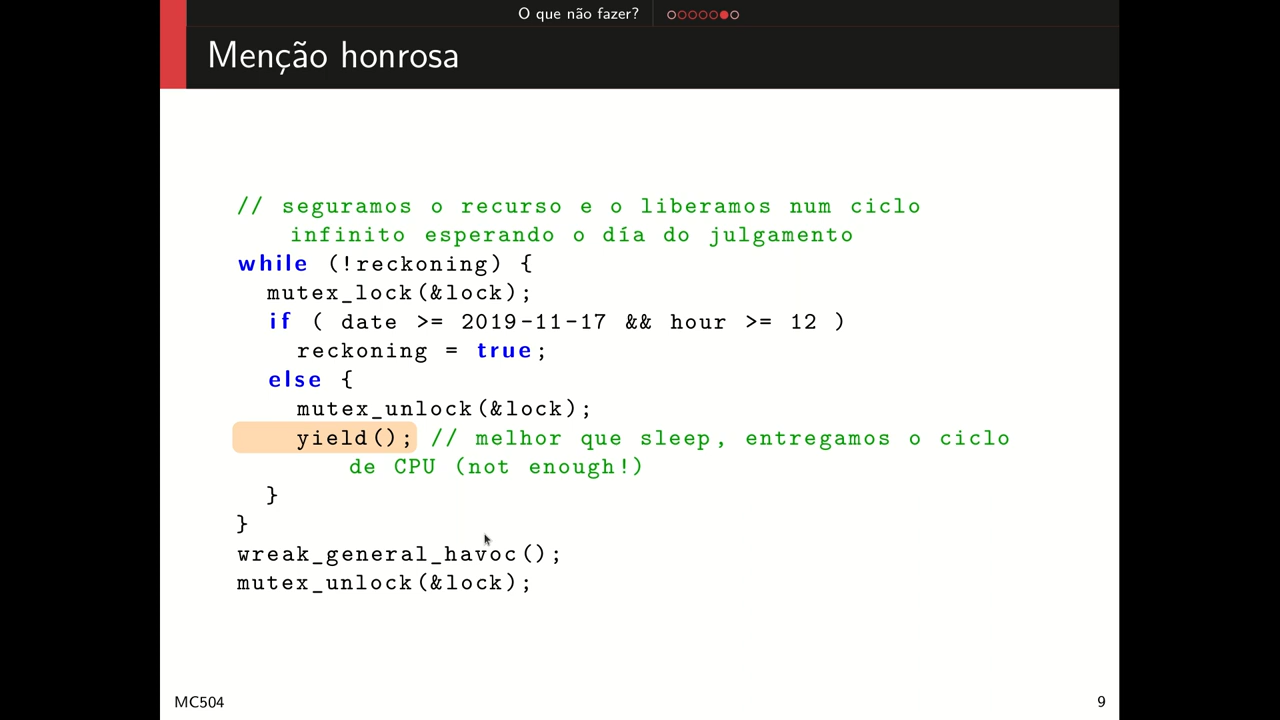 O que não fazer?
Menção honrosa
// seguramos o recurso e o liberamos num ciclo
infinito esperando o día do julgamento
while (!reckoning) {
mutex_lock(&lock);
if ( date >= 2019-11-17 && hour >= 12 )
reckoning = true;
else {
mutex_unlock(&lock);
yield(); // melhor que sleep, entregamos o ciclo
de CPU (not enough!)
}
}
wreak_general_havoc();
mutex_unlock(&lock);
MC504 9